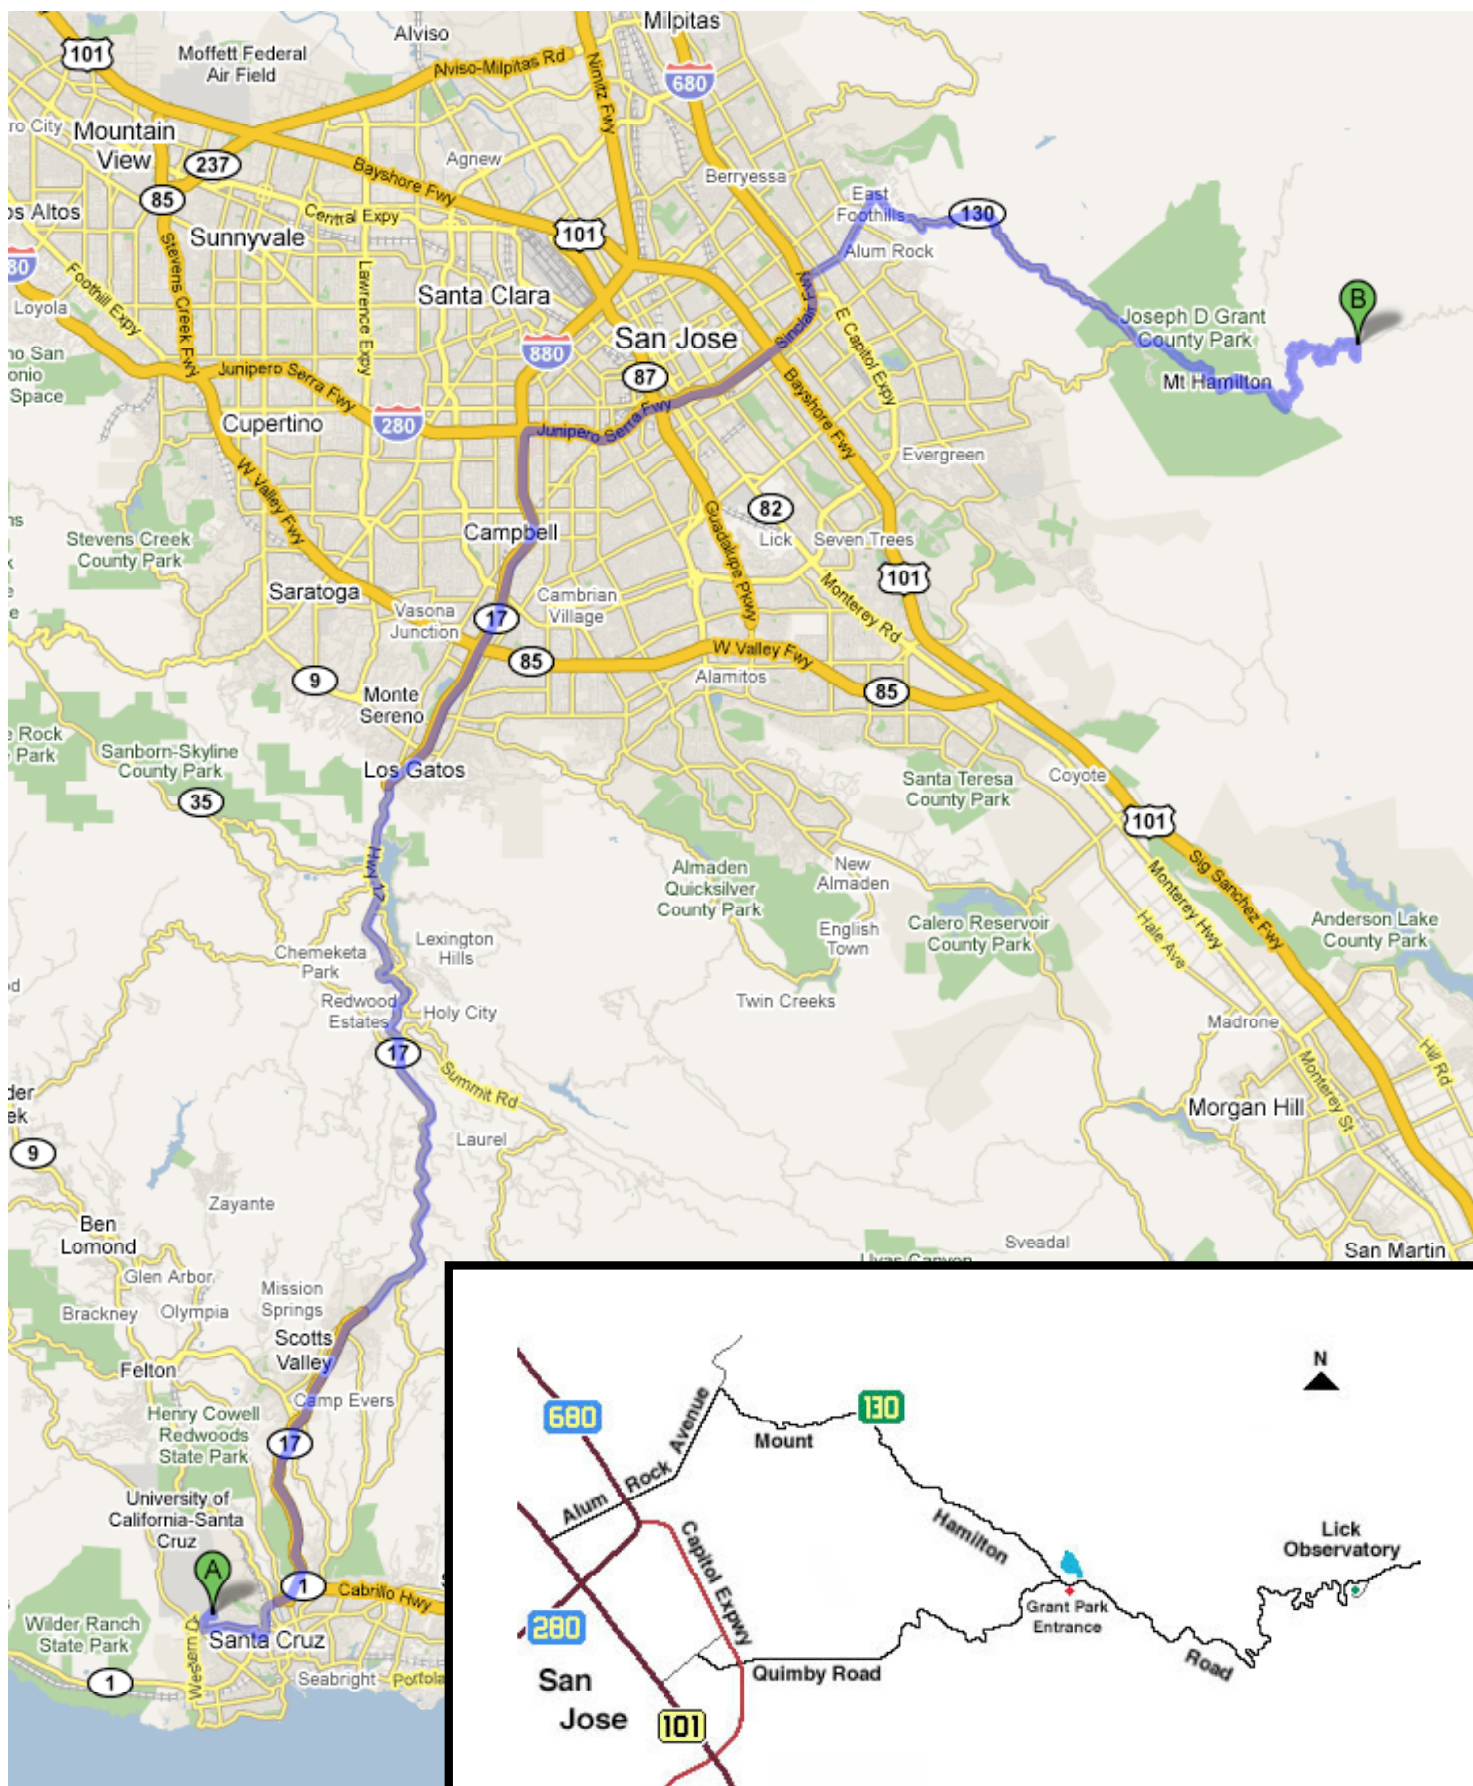 Milpitas
Alviso
101
Moffett Federal
Air Field
Alviso-Milpitas Rd
Nimitz Fwy
680
Mountain
View
237
Agnew
Bayshore Fwy
Berryessa
85
Central Expy
East
Foothills
130
os Altos
Sunnyvale
101
Alum Rock
80
Foothill Expy
Stevens Creek Fwy
Lawrence Expy
Santa Clara
Loyola
San Jose
Sinclair Fwy
E Capitol Expy
Joseph D Grant
County Park
B
880
Junipero Serra Fwy
87
Bayshore Fwy
Mt Hamilton
Cupertino
280
Junipero Serra Fwy
Evergreen
W Valley Fwy
82
Lick
Seven Trees
Stevens Creek
County Park
Campbell
Guadalupe Pkwy
101
Saratoga
Vasona
Junction
17
Cambrian
Village
Monterey Rd
85
W Valley Fwy
9
Alamitos
85
Monte
Sereno
e Rock
Park
Sanborn-Skyline
County Park
Los Gatos
Santa Teresa
County Park
Coyote
35
101
Hwy 17
Almaden
Quicksilver
County Park
New
Almaden
Sig Sanchez Fwy
Monterey Hwy
Hale Ave
Chemeketa
Park
Lexington
Hills
English
Town
Calero Reservoir
County Park
Anderson Lake
County Park
Redwood
Estates
Holy City
Twin Creeks
Madrone
17
Summit Rd
Hill Rd
Monterey St
Morgan Hill
9
Laurel
Zayante
Ben
Lomond
Sveadal
San Martin
Uvas Canyon
Glen Arbor
Brackney
Olympia
Mission
Springs
Scotts
Valley
Felton
Camp Evers
Henry Cowell
Redwoods
State Park
17
University of
California-Santa
Cruz
A
1
Cabrillo Hwy
Wilder Ranch
State Park
Western D
Santa Cruz
1
Seabright
Portola
N
680
Alum Rock Avenue
130
Mount
Hamilton
Road
Capitol Expwy
Lick
Observatory
280
Grant Park
Entrance
San
Jose
Quimby Road
101